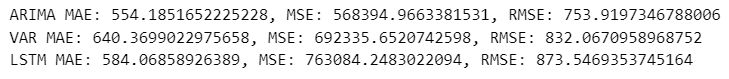 ARIMA MAE: 554.1851652225228, MSE: 568394.9663381531, RMSE: 753.9197346788006
VAR MAE: 640.3699022975658, MSE: 692335.6520742598, RMSE: 832.0670958968752
LSTM MAE: 584.06858926389, MSE: 763084.2483022094, RMSE: 873.5469353745164